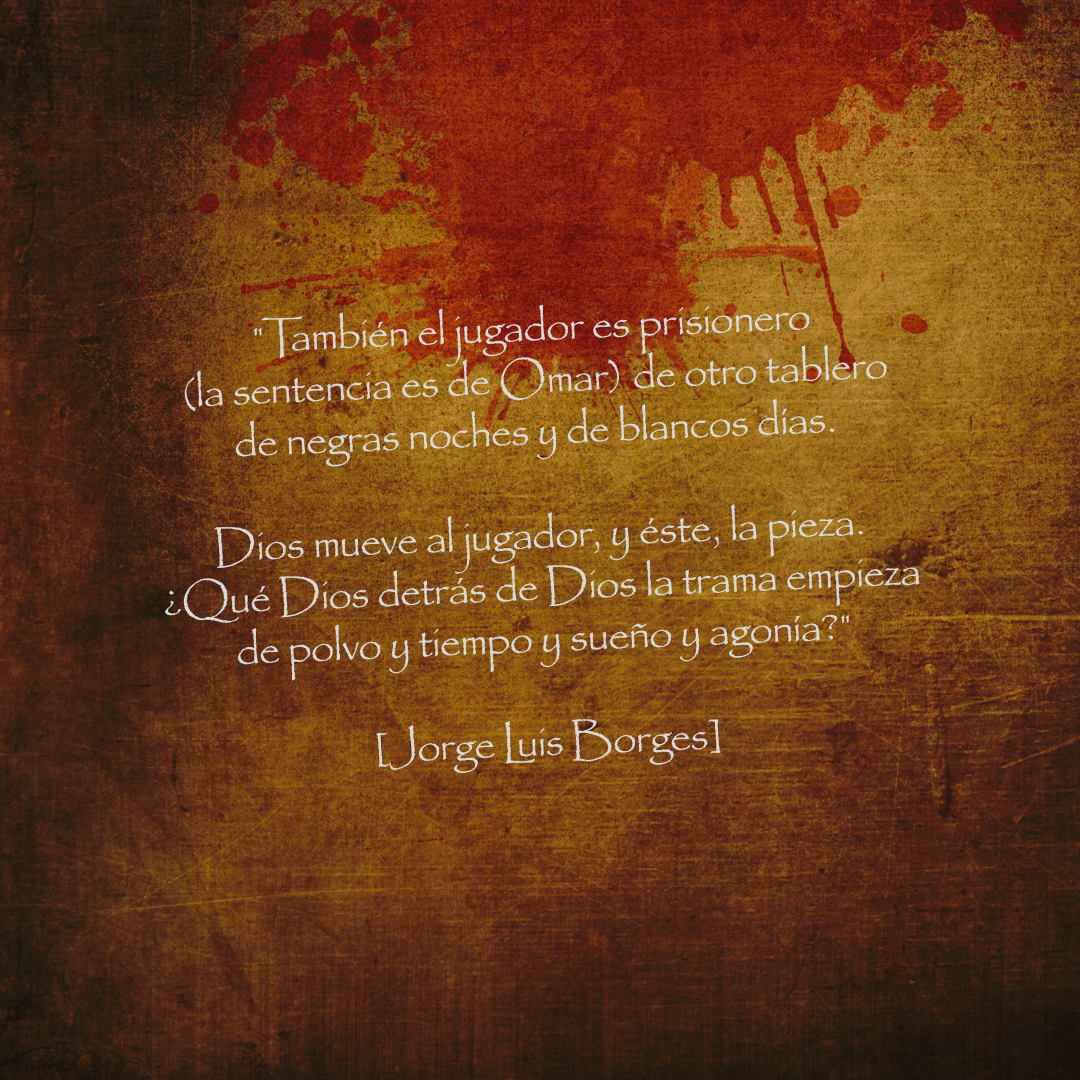 "También el jugador es prisionero
(la sentencia es de Omar) de otro tablero
de negras noches y de blancos días.
Dios mueve al jugador, y éste, la pieza.
¿Qué Dios detrás de Dios la trama empieza
de polvo y tiempo y sueño y agonía?"
[Jorge Luis Borges]